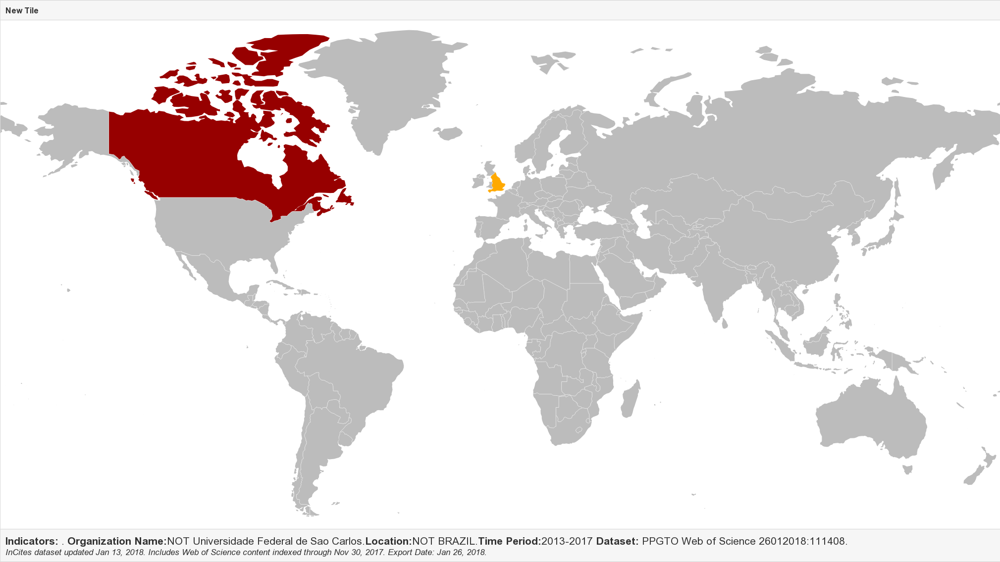 New Tile
Indicators: . Organization Name:NOT Universidade Federal de Sao Carlos.Location:NOT BRAZIL.Time Period:2013-2017 Dataset: PPGTO Web of Science 26012018:111408.
InCites dataset updated Jan 13, 2018. Includes Web of Science content indexed through Nov 30, 2017. Export Date: Jan 26, 2018.